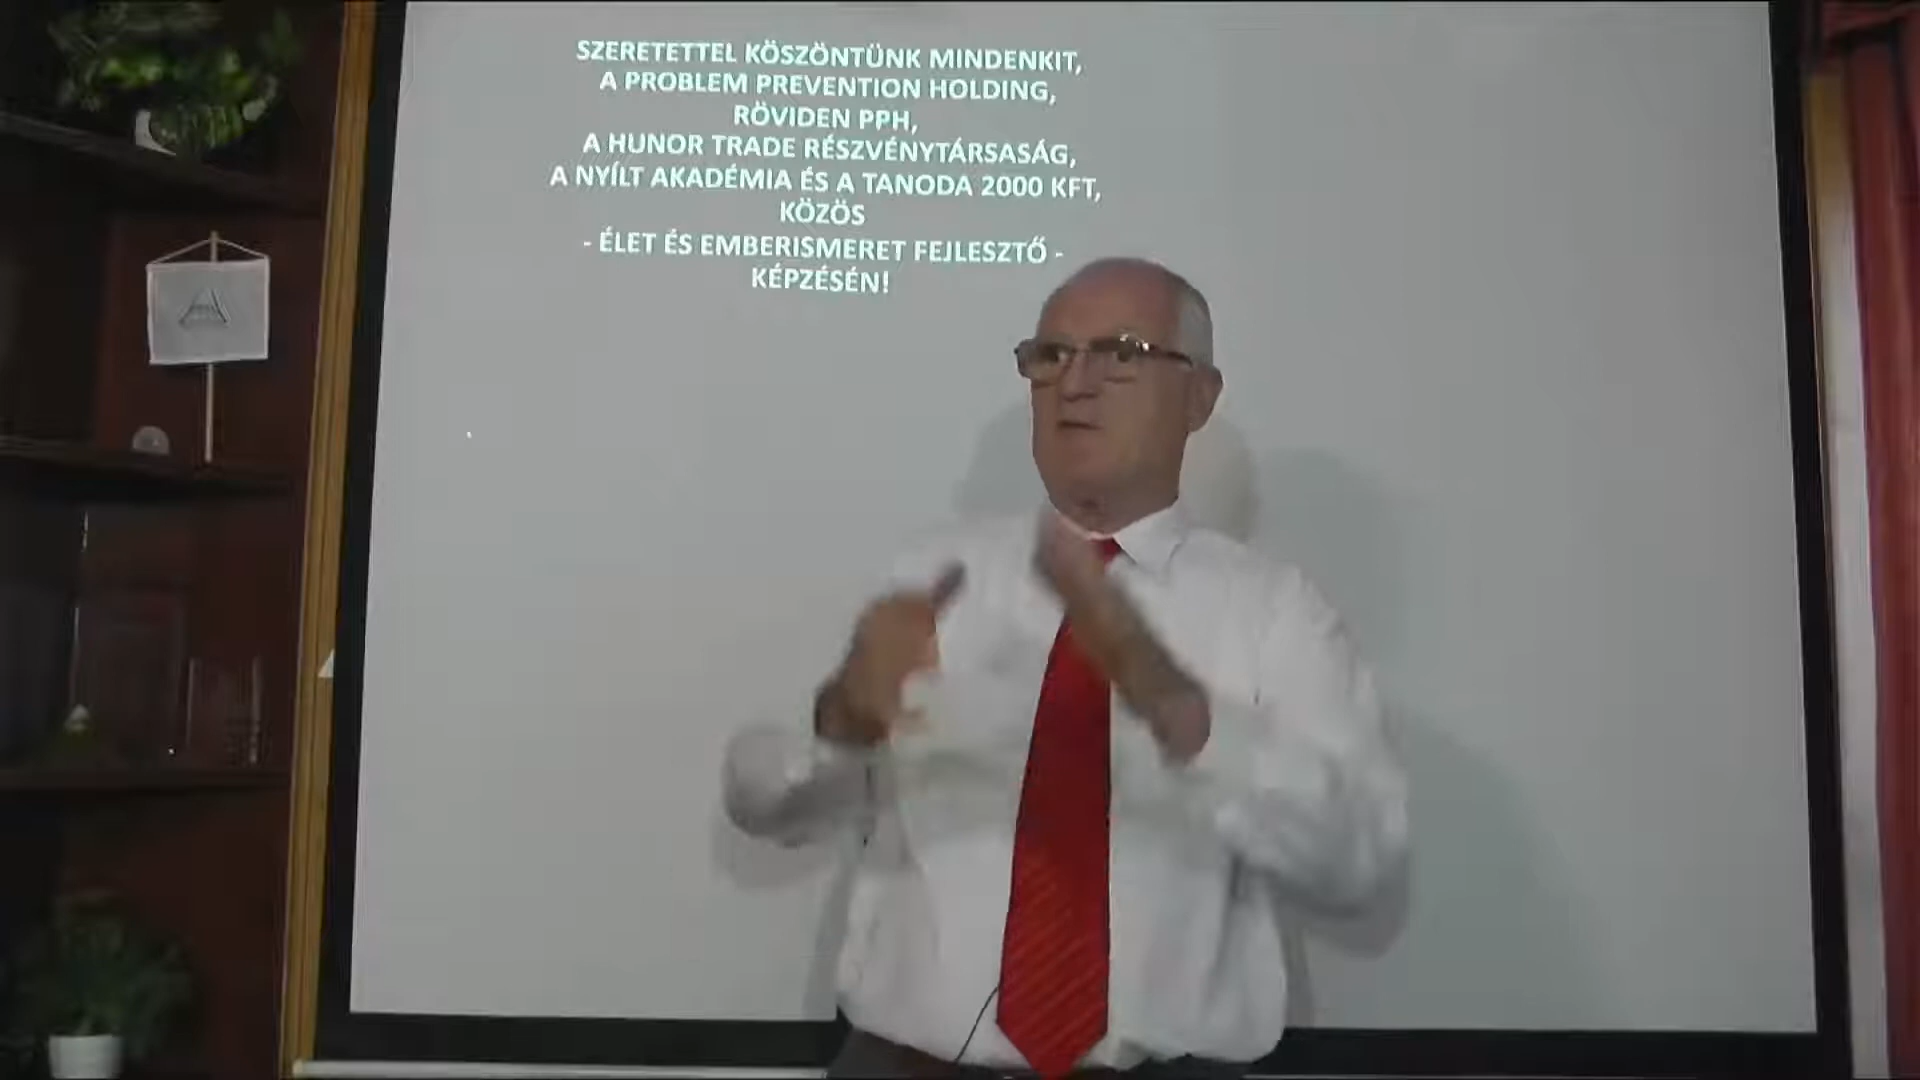 SZERETETTEL KÖSZÖNTÜNK MINDENKIT,
A PROBLEM PREVENTION HOLDING,
RÖVIDEN PPH,
A HUNOR TRADE RÉSZVÉNYTÁRSASÁG,
A NYÍLT AKADÉMIA ÉS A TANODA 2000 KFT,
KÖZÖS
- ÉLET ÉS EMBERISMERET FEJLESZTŐ -
KÉPZÉSÉN!